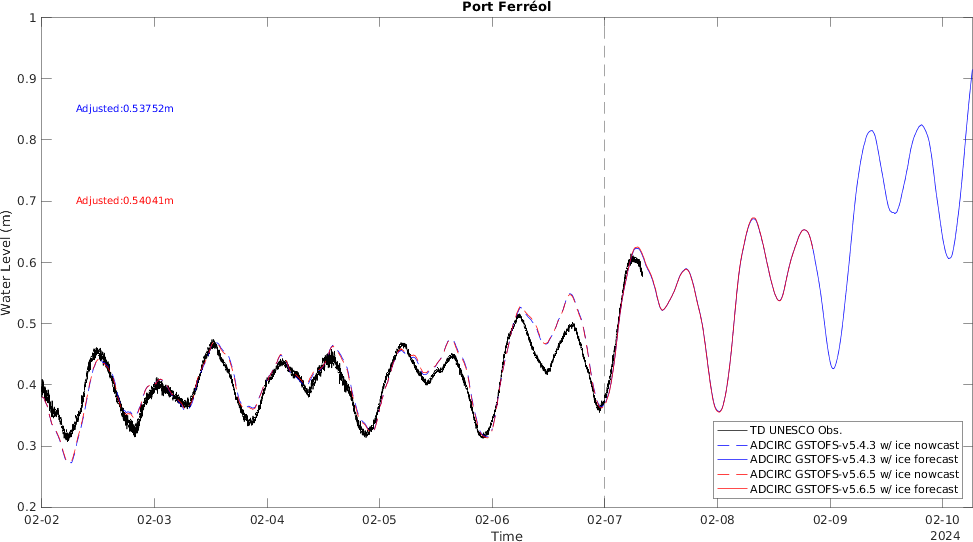 Port Ferréol
1
0.9
0.8
0.7
0.6
0.5
0.4
0.3
0.2
Water Level (m)
Adjusted:0.53752m
Adjusted:0.54041m
TD UNESCO Obs.
ADCIRC GSTOFS-v5.4.3 w/ ice nowcast
ADCIRC GSTOFS-v5.4.3 w/ ice forecast
ADCIRC GSTOFS-v5.6.5 w/ ice nowcast
ADCIRC GSTOFS-v5.6.5 w/ ice forecast
02-02 02-03 02-04 02-05 02-06 02-07 02-08 02-09 02-10
Time 2024